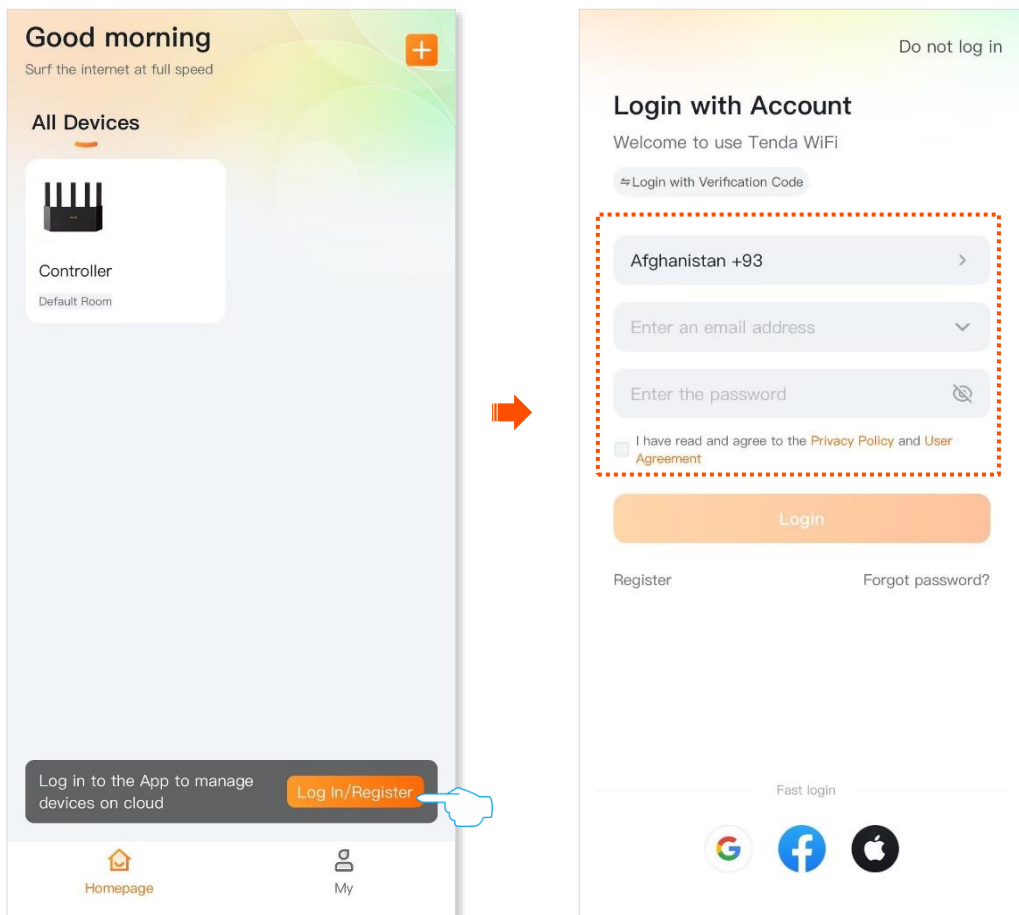 Good morning
Surf the internet at full speed
All Devices
Controller
Default Room
Log in to the App to manage
devices on cloud
Log In/Register
Homepage
My
Do not log in
Login with Account
Welcome to use Tenda WiFi
⇋Login with Verification Code
Afghanistan +93
Enter an email address
Enter the password
I have read and agree to the Privacy Policy and User
Agreement
Login
Register
Forgot password?
Fast login